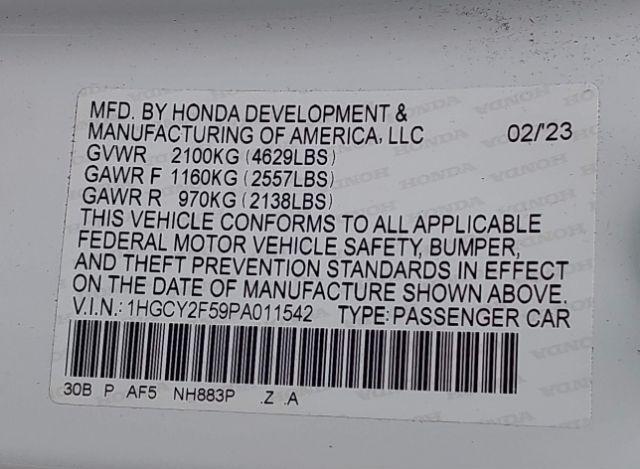 MFD. BY HONDA DEVELOPMENT &
MANUFACTURING OF AMERICA, LLC 02/'23
GVWR 2100KG (4629LBS)
GAWR F 1160KG (2557LBS)
GAWR R 970KG (2138LBS)
THIS VEHICLE CONFORMS TO ALL APPLICABLE
FEDERAL MOTOR VEHICLE SAFETY, BUMPER,
AND THEFT PREVENTION STANDARDS IN EFFECT
ON THE DATE OF MANUFACTURE SHOWN ABOVE.
V.I.N.: 1HGCY2F59PA011542 TYPE: PASSENGER CAR
30B P AF5 NH883P .Z .A